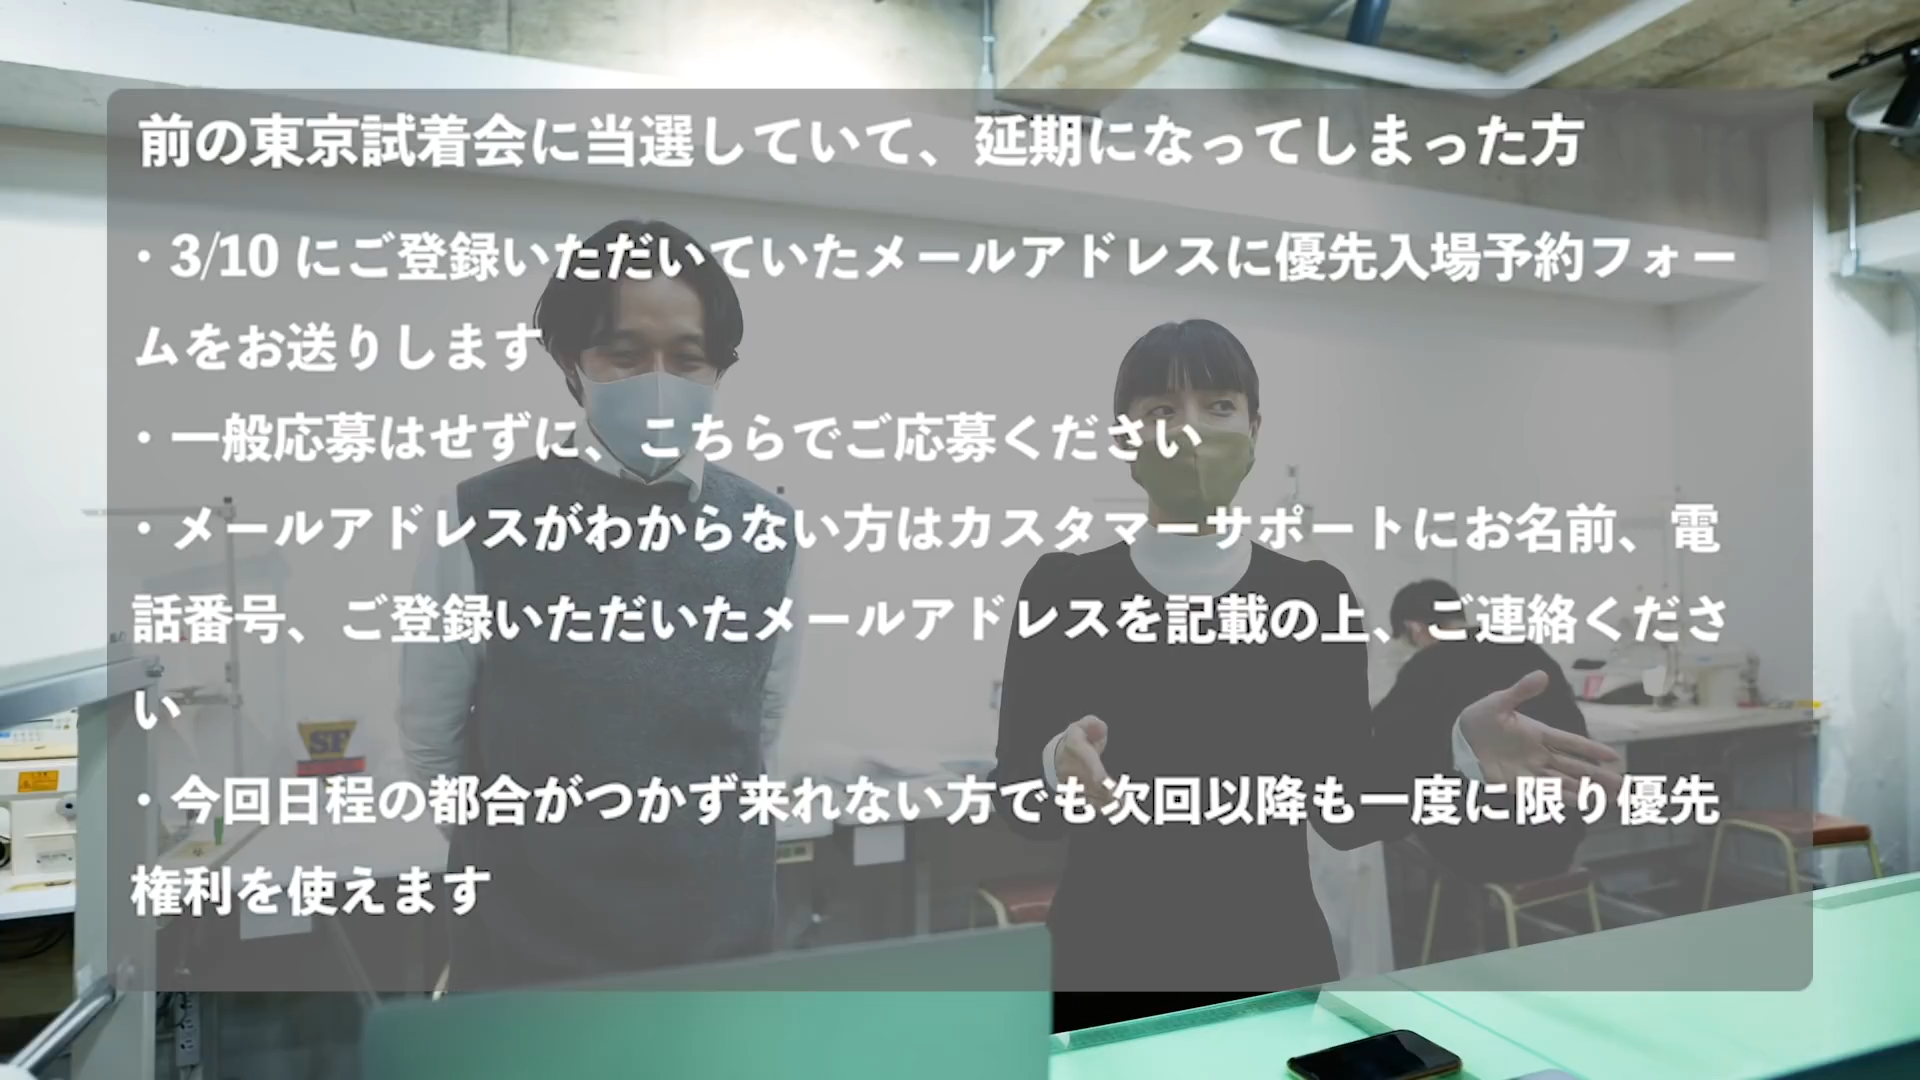 前の東京試着会に当選していて、延期になってしまった方
・3/10 にご登録いただいていたメールアドレスに優先入場予約フォー
ムをお送りします
・一般応募はせずに、こちらでご応募ください
・メールアドレスがわからない方はカスタマーサポートにお名前、電
話番号、ご登録いただいたメールアドレスを記載の上、ご連絡くださ
い
SF
・今回日程の都合がつかず来れない方でも次回以降も一度に限り優先
権利を使えます